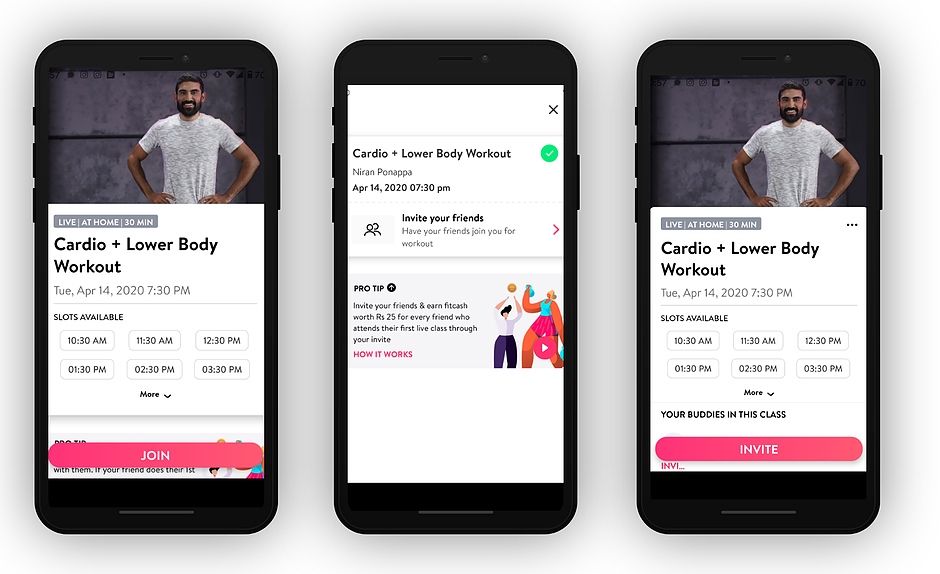 LIVE | AT HOME | 30 MIN
Cardio + Lower Body
Workout
Tue, Apr 14, 2020 7:30 PM
SLOTS AVAILABLE
10:30 AM 11:30 AM 12:30 PM
01:30 PM 02:30 PM 03:30 PM
More
PRO TIP
JOIN
with them. If your friend does their 1st
Cardio + Lower Body Workout
Niran Ponappa
Apr 14, 2020 07:30 pm
Invite your friends
Have your friends join you for
workout
PRO TIP
Invite your friends & earn fitcash
worth Rs 25 for every friend who
attends their first live class through
your invite
HOW IT WORKS
LIVE | AT HOME | 30 MIN
Cardio + Lower Body
Workout
Tue, Apr 14, 2020 7:30 PM
SLOTS AVAILABLE
10:30 AM 11:30 AM 12:30 PM
01:30 PM 02:30 PM 03:30 PM
More
YOUR BUDDIES IN THIS CLASS
INVITE
INVI...